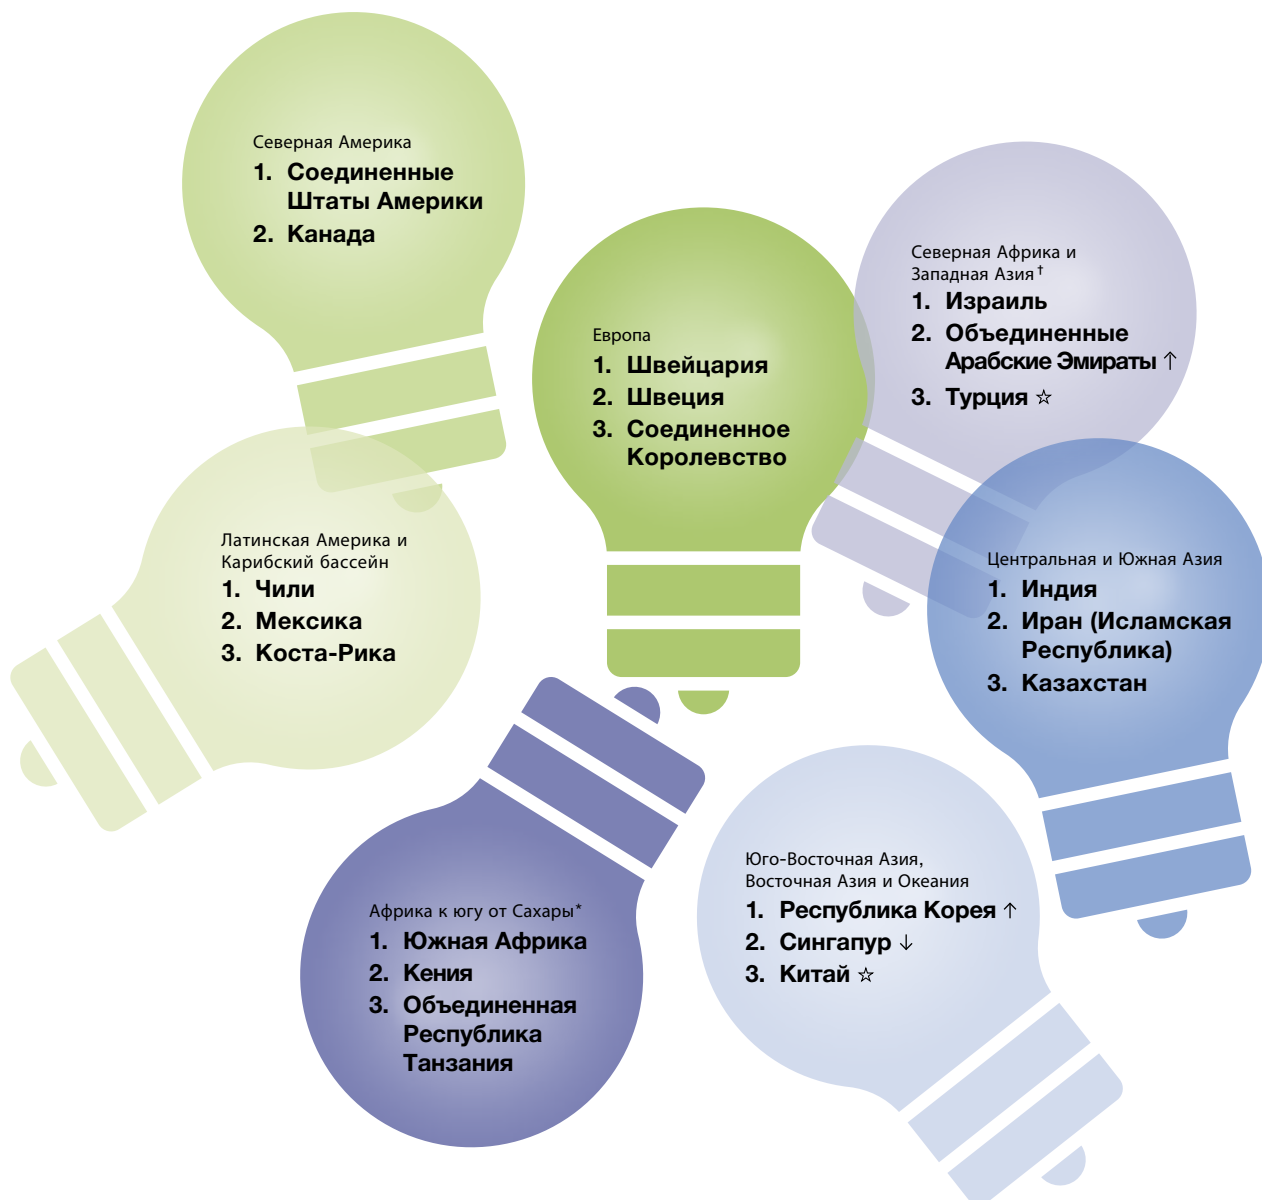 Северная Америка
1. Соединенные
Штаты Америки
2. Канада
Северная Африка и
Западная Азия†
1. Израиль
2. Объединенные
Арабские Эмираты ↑
3. Турция ☆
Европа
1. Швейцария
2. Швеция
3. Соединенное
Королевство
Латинская Америка и
Карибский бассейн
1. Чили
2. Мексика
3. Коста-Рика
Центральная и Южная Азия
1. Индия
2. Иран (Исламская
Республика)
3. Казахстан
Африка к югу от Сахары*
1. Южная Африка
2. Кения
3. Объединенная
Республика
Танзания
Юго-Восточная Азия,
Восточная Азия и Океания
1. Республика Корея ↑
2. Сингапур ↓
3. Китай ☆